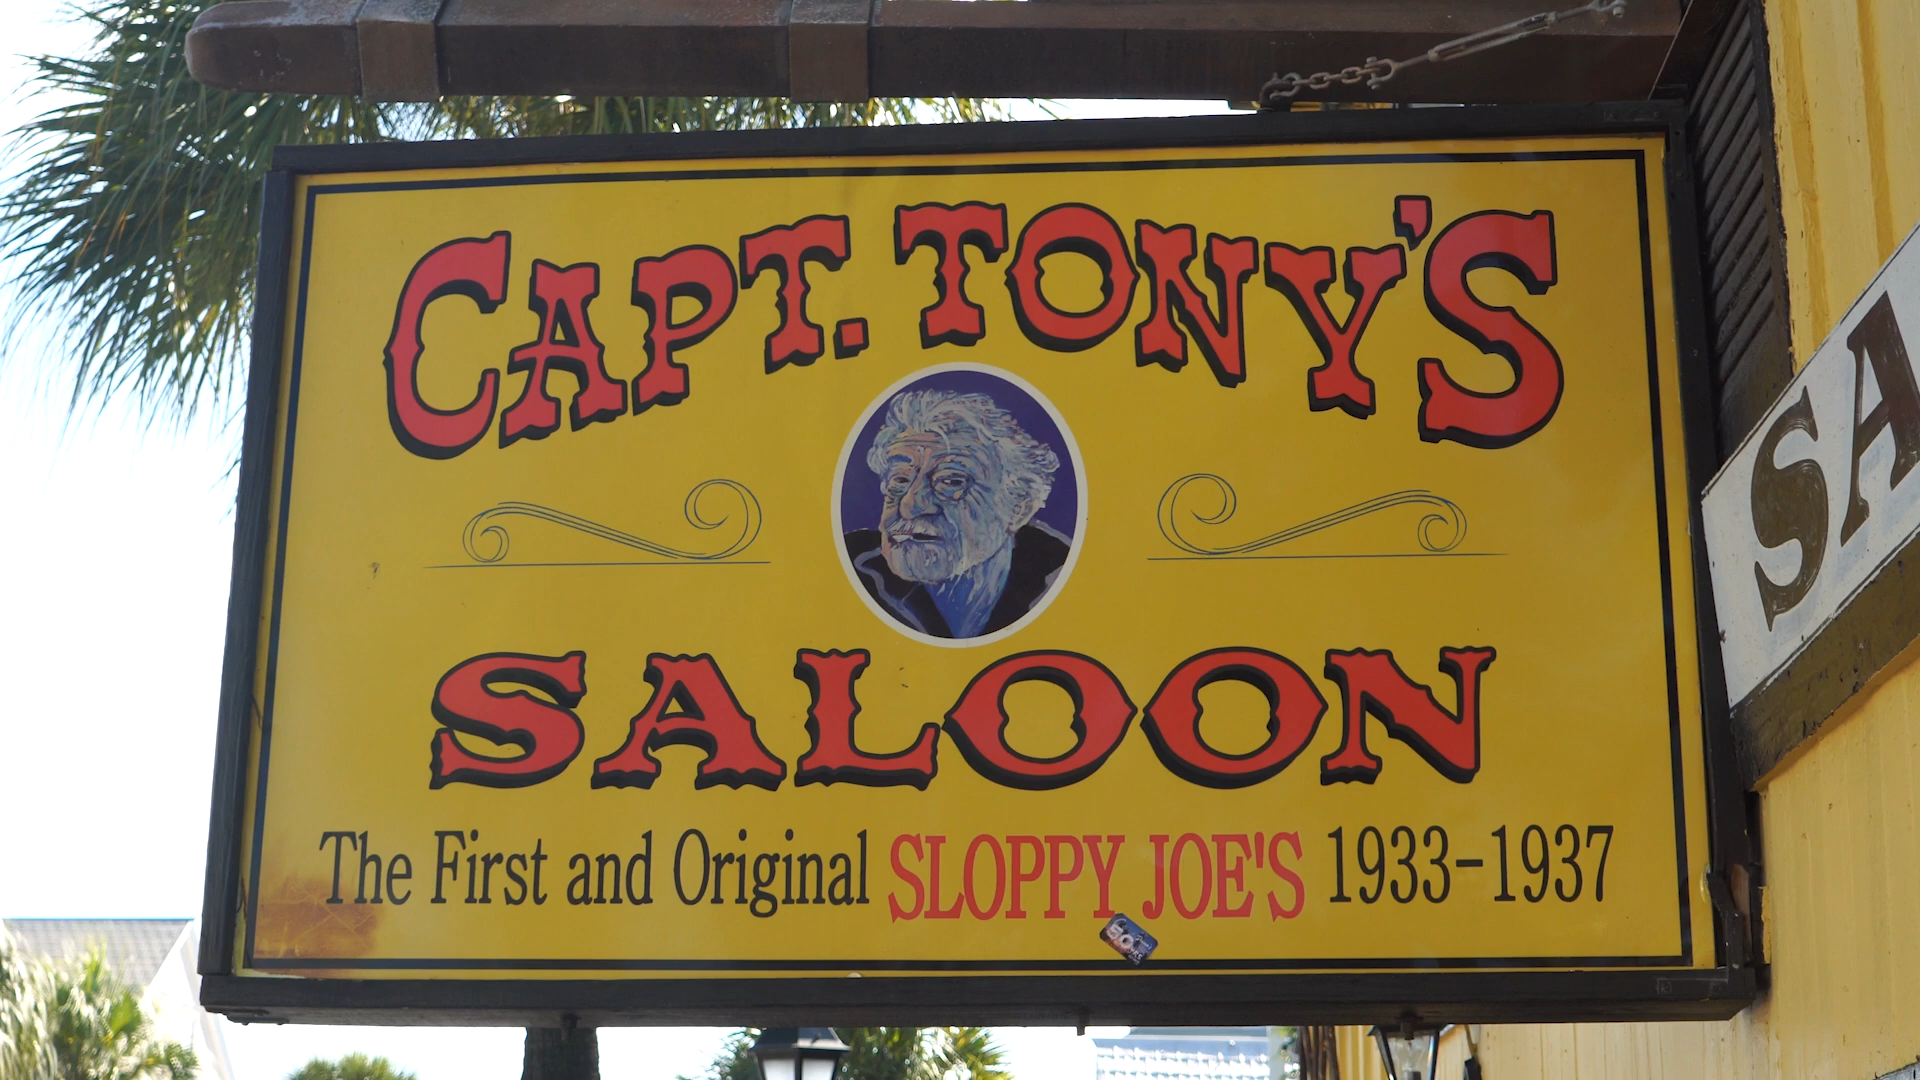 CAPT. TONY'S
SALOON
The First and Original SLOPPY JOE'S 1933-1937
SA